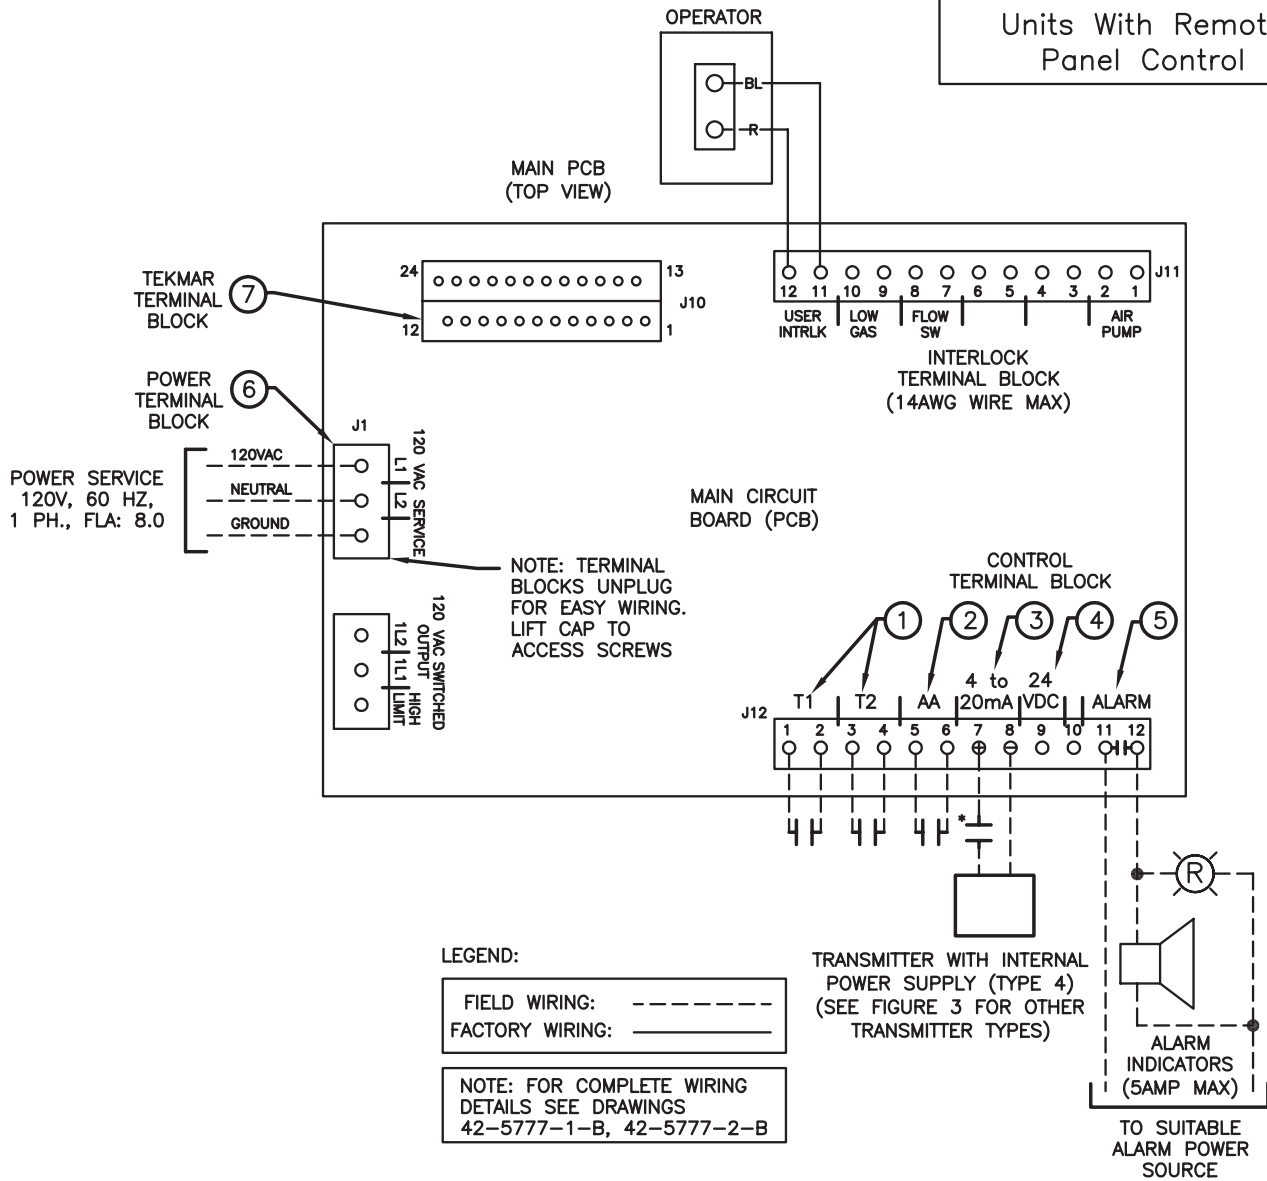 OPERATOR
Units With Remot
Panel Control
BL
R
MAIN PCB
(TOP VIEW)
TEKMAR
TERMINAL
BLOCK
7
24
13
J10
12
1
J11
12 11 10 9 8 7 6 5 4 3 2 1
USER
INTRLK
LOW
GAS
FLOW
SW
AIR
PUMP
INTERLOCK
TERMINAL BLOCK
(14AWG WIRE MAX)
POWER
TERMINAL
BLOCK
6
J1
POWER SERVICE
120V, 60 HZ,
1 PH., FLA: 8.0
120VAC
NEUTRAL
GROUND
L1
L2
120 VAC SERVICE
MAIN CIRCUIT
BOARD (PCB)
NOTE: TERMINAL
BLOCKS UNPLUG
FOR EASY WIRING.
LIFT CAP TO
ACCESS SCREWS
120 VAC SWITCHED
OUTPUT
1L2
1L1
HIGH
LIMIT
CONTROL
TERMINAL BLOCK
1
2
3
4
5
T1
T2
AA
4 to
20mA
24
VDC
ALARM
J12
1 2 3 4 5 6 7 8 9 10 11 12
*
R
TRANSMITTER WITH INTERNAL
POWER SUPPLY (TYPE 4)
(SEE FIGURE 3 FOR OTHER
TRANSMITTER TYPES)
ALARM
INDICATORS
(5AMP MAX)
TO SUITABLE
ALARM POWER
SOURCE
LEGEND:
FIELD WIRING:
FACTORY WIRING:
NOTE: FOR COMPLETE WIRING
DETAILS SEE DRAWINGS
42-5777-1-B, 42-5777-2-B